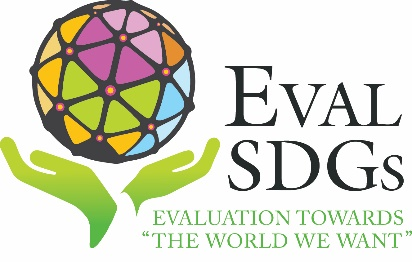 EVAL
SDGs
EVALUATION TOWARDS
“THE WORLD WE WANT”